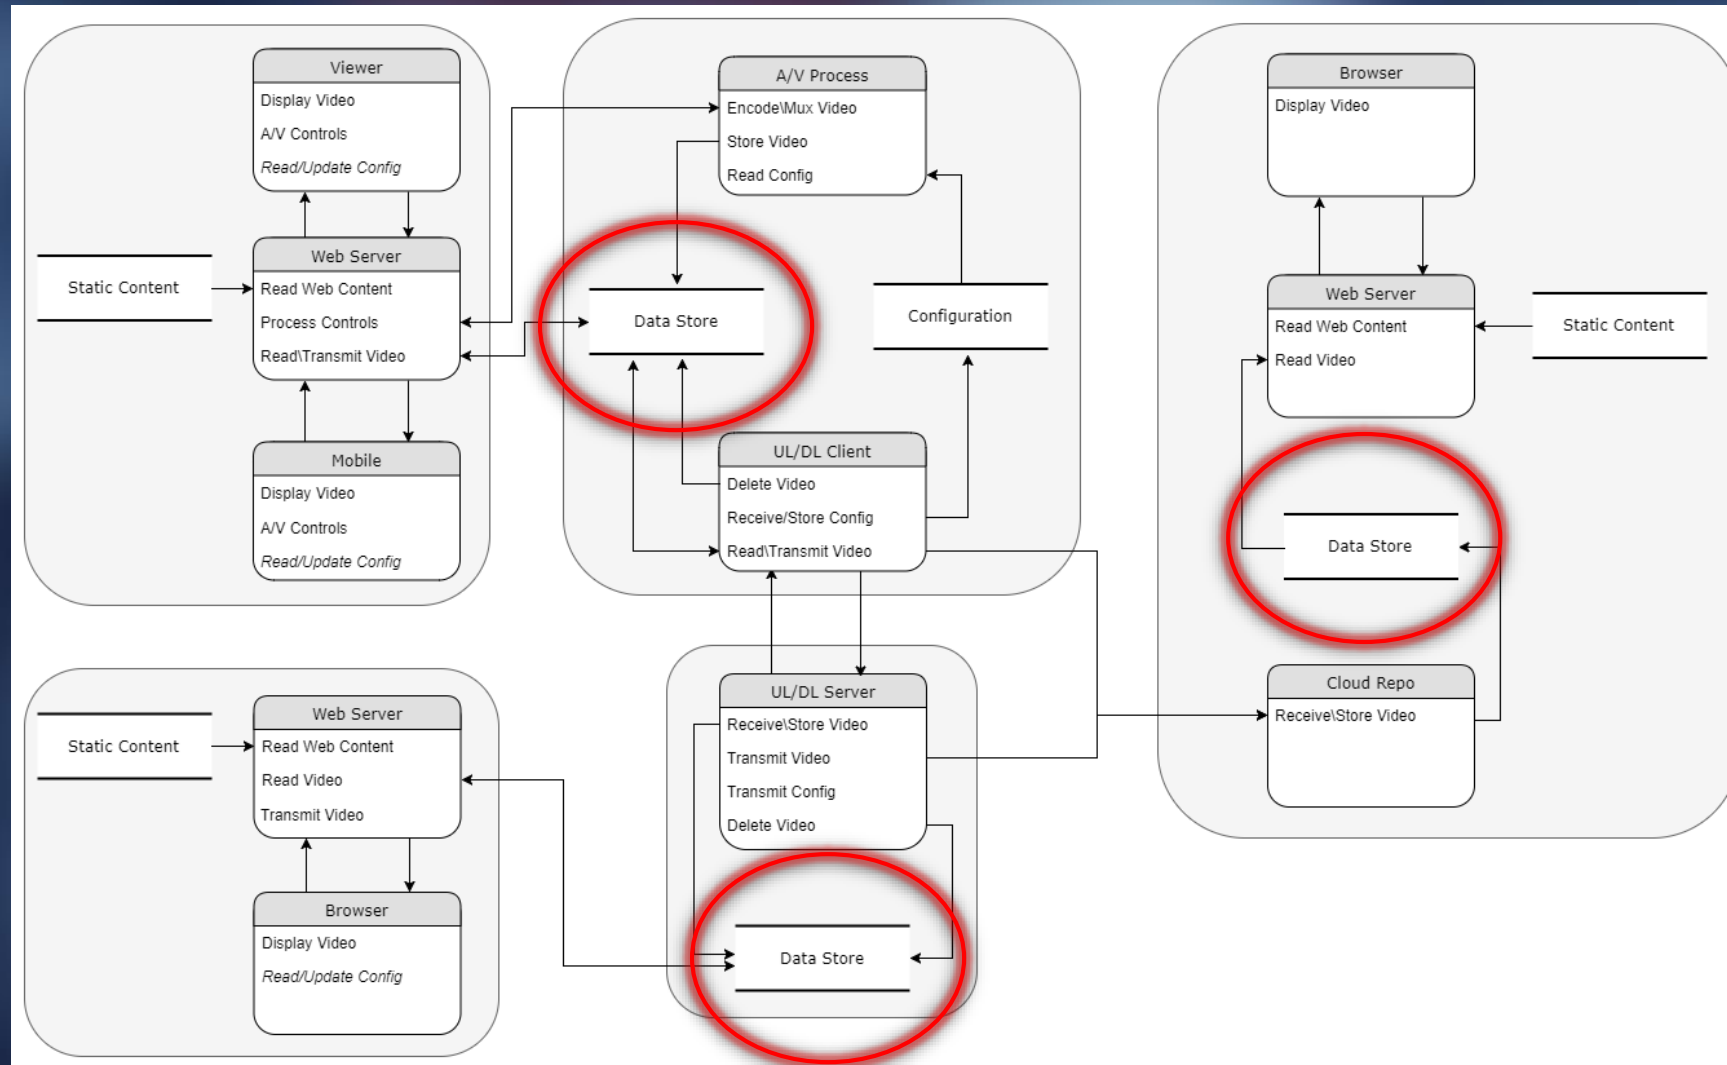 Viewer
Display Video
A/V Controls
Read/Update Config
Static Content
Web Server
Read Web Content
Process Controls
Read\Transmit Video
Mobile
Display Video
A/V Controls
Read/Update Config
A/V Process
Encode\Mux Video
Store Video
Read Config
Data Store
Configuration
UL/DL Client
Delete Video
Receive/Store Config
Read\Transmit Video
Browser
Display Video
Web Server
Read Web Content
Read Video
Static Content
Data Store
Cloud Repo
Receive\Store Video
Static Content
Web Server
Read Web Content
Read Video
Transmit Video
Browser
Display Video
Read/Update Config
UL/DL Server
Receive\Store Video
Transmit Video
Transmit Config
Delete Video
Data Store